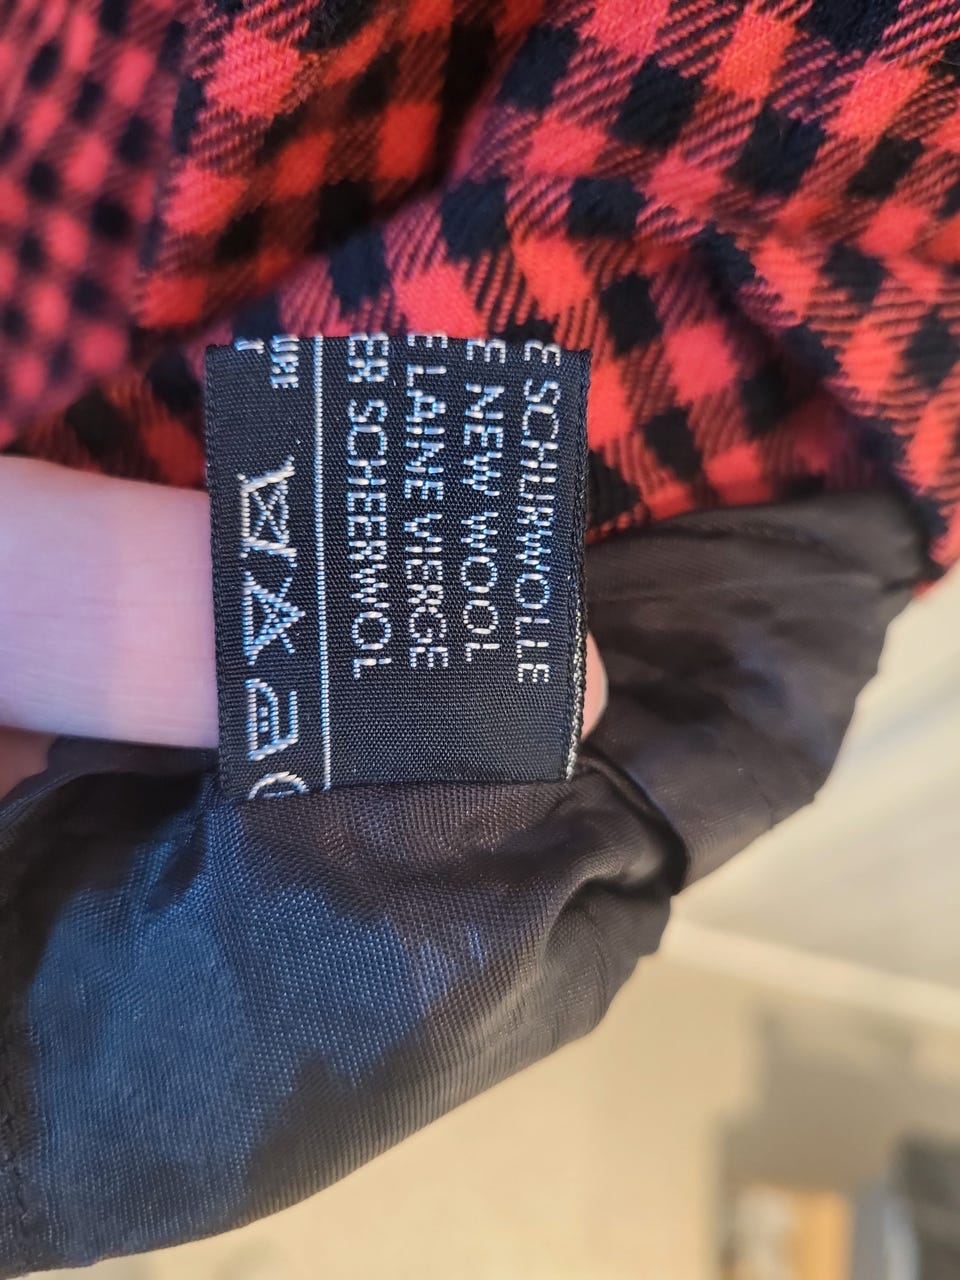 E SCHURWOLLE
E NEW WOOL
E LAINE VIERGE
ER SCHEERWOL